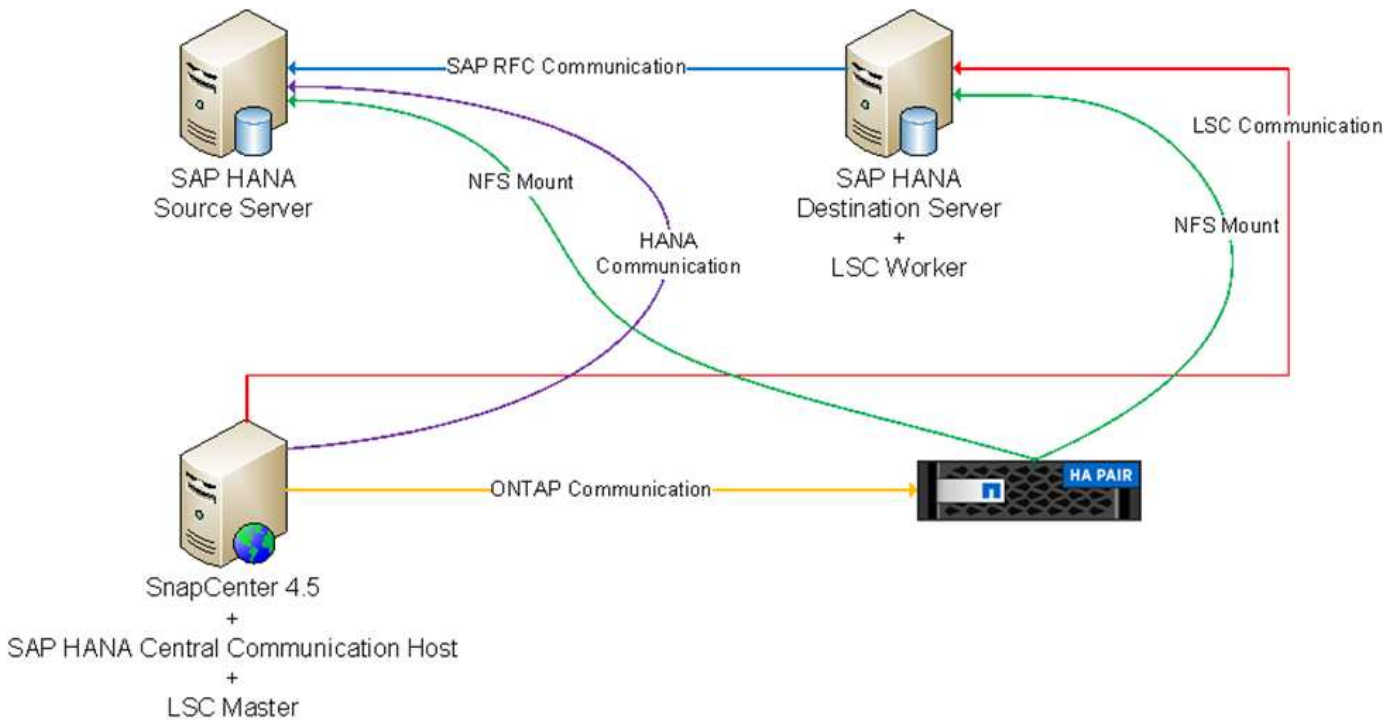 SAP RFC Communication
LSC Communication
SAP HANA
Source Server
NFS Mount
SAP HANA
Destination Server
+
LSC Worker
NFS Mount
HANA
Communication
HA PAIR
ONTAP Communication
SnapCenter 4.5
+
SAP HANA Central Communication Host
+
LSC Master